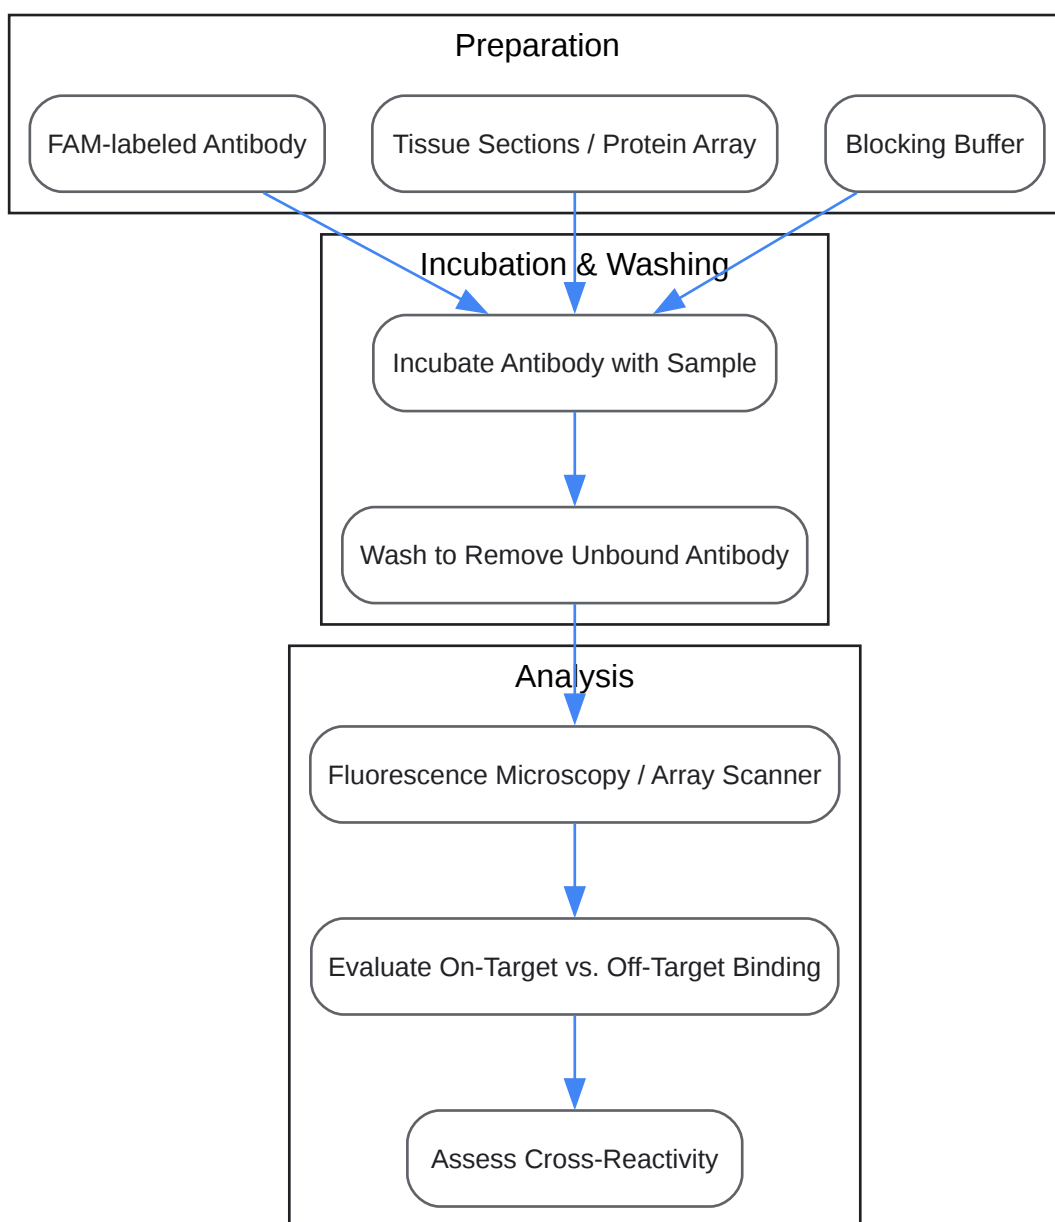 Preparation
FAM-labeled Antibody
Tissue Sections / Protein Array
Blocking Buffer
Incubation & Washing
Incubate Antibody with Sample
Wash to Remove Unbound Antibody
Analysis
Fluorescence Microscopy / Array Scanner
Evaluate On-Target vs. Off-Target Binding
Assess Cross-Reactivity